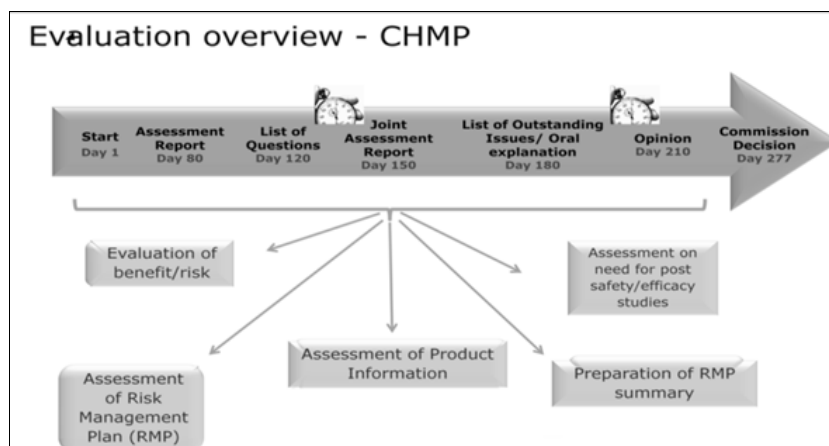 Evaluation overview - CHMP
Start
Day 1
Assessment
Report
Day 80
List of
Questions
Day 120
Joint
Assessment
Report
Day 150
List of Outstanding
Issues/ Oral
explanation
Day 180
Opinion
Day 210
Commission
Decision
Day 277
Evaluation of
benefit/risk
Assessment on
need for post
safety/efficacy
studies
Assessment of Product
Information
Assessment
of Risk
Management
Plan (RMP)
Preparation of RMP
summary